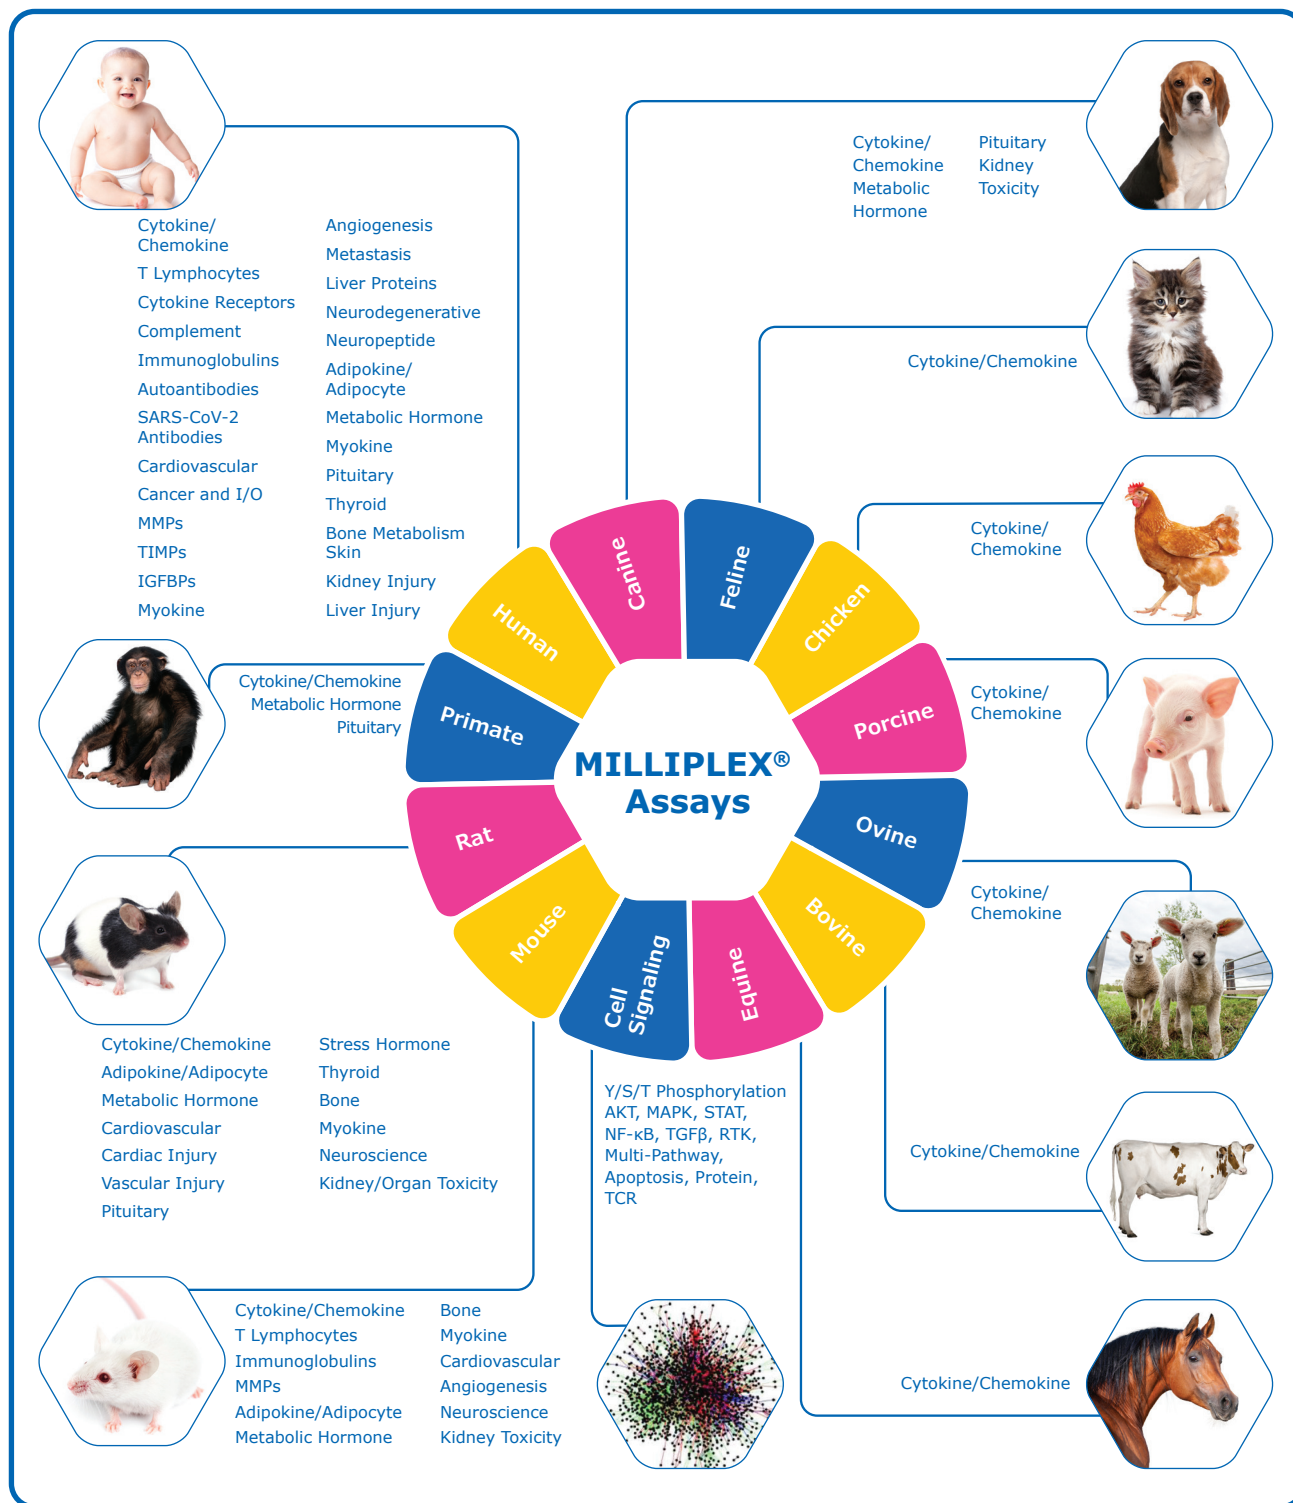 Cytokine/
Chemokine
T Lymphocytes
Cytokine Receptors
Complement
Immunoglobulins
Autoantibodies
SARS-CoV-2
Antibodies
Cardiovascular
Cancer and I/O
MMPs
TIMPs
IGFBPs
Myokine
Angiogenesis
Metastasis
Liver Proteins
Neurodegenerative
Neuropeptide
Adipokine/
Adipocyte
Metabolic Hormone
Myokine
Pituitary
Thyroid
Bone Metabolism
Skin
Kidney Injury
Liver Injury
Cytokine/
Chemokine
Metabolic
Hormone
Pituitary
Kidney
Toxicity
Cytokine/Chemokine
Cytokine/
Chemokine
Cytokine/
Chemokine
Cytokine/
Chemokine
Cytokine/Chemokine
Cytokine/Chemokine
Cytokine/Chemokine
Metabolic Hormone
Pituitary
Human
Canine
Feline
Chicken
Porcine
Ovine
Bovine
Equine
Cell
Signaling
Mouse
Rat
Primate
MILLIPLEX®
Assays
Cytokine/Chemokine
Adipokine/Adipocyte
Metabolic Hormone
Cardiovascular
Cardiac Injury
Vascular Injury
Pituitary
Stress Hormone
Thyroid
Bone
Myokine
Neuroscience
Kidney/Organ Toxicity
Y/S/T Phosphorylation
AKT, MAPK, STAT,
NF-κB, TGFβ, RTK,
Multi-Pathway,
Apoptosis, Protein,
TCR
Cytokine/Chemokine
T Lymphocytes
Immunoglobulins
MMPs
Adipokine/Adipocyte
Metabolic Hormone
Bone
Myokine
Cardiovascular
Angiogenesis
Neuroscience
Kidney Toxicity